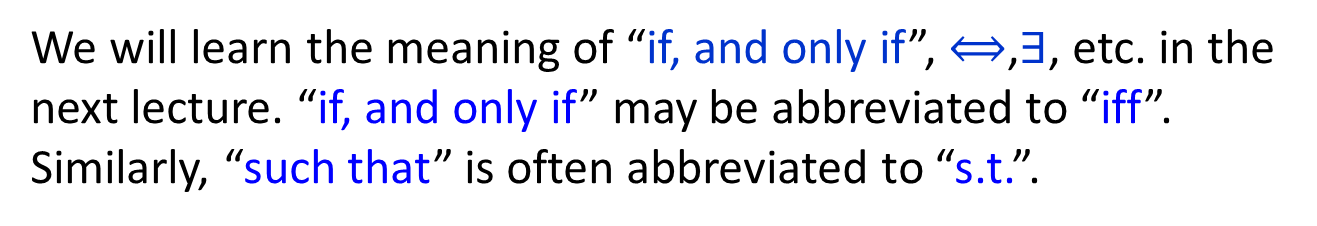 We will learn the meaning of “if, and only if”, ⟺,∃, etc. in the
next lecture. “if, and only if” may be abbreviated to “iff”.
Similarly, “such that” is often abbreviated to “s.t.”.